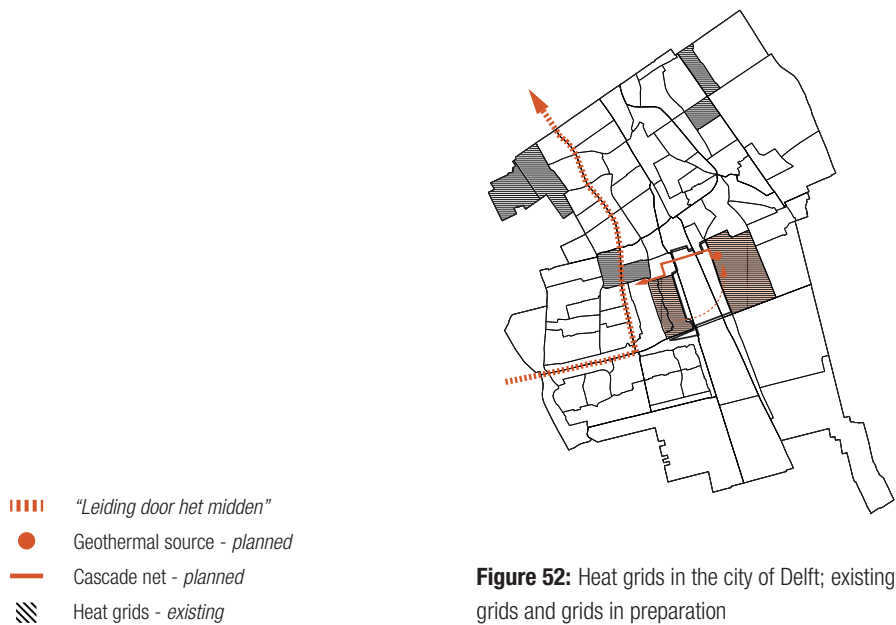 “Leiding door het midden”
Geothermal source - planned
Cascade net - planned
Heat grids - existing
Figure 52: Heat grids in the city of Delft; existing
grids and grids in preparation